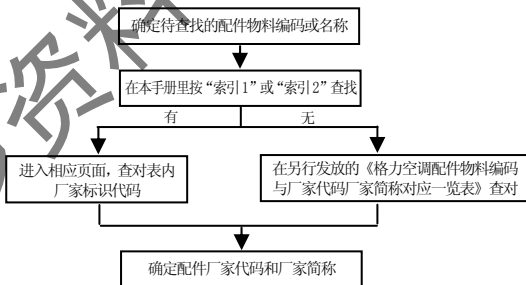 确定待查找的配件物料编码或名称
在本手册里按“索引1”或“索引2”查找
有
无
进入相应页面，查对表内
厂家标识代码
在另行发放的《格力空调配件物料编码
与厂家代码厂家简称对应一览表》查对
确定配件厂家代码和厂家简称
资料